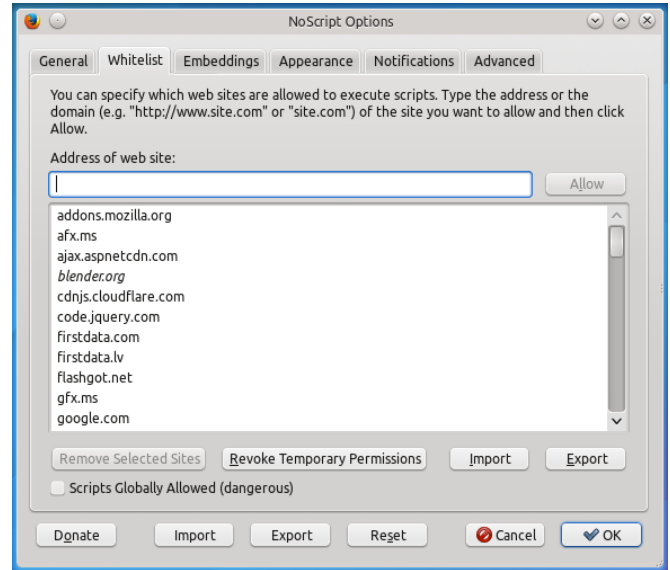 NoScript Options
General Whitelist Embeddings Appearance Notifications Advanced
You can specify which web sites are allowed to execute scripts. Type the address or the
domain (e.g. "http://www.site.com" or "site.com") of the site you want to allow and then click
Allow.
Address of web site:
Allow
addons.mozilla.org
afx.ms
ajax.aspnetcdn.com
blender.org
cdnjs.cloudflare.com
code.jquery.com
firstdata.com
firstdata.lv
flashgot.net
gfx.ms
google.com
Remove Selected Sites Revoke Temporary Permissions Import Export
Scripts Globally Allowed (dangerous)
Donate Import Export Reset Cancel OK